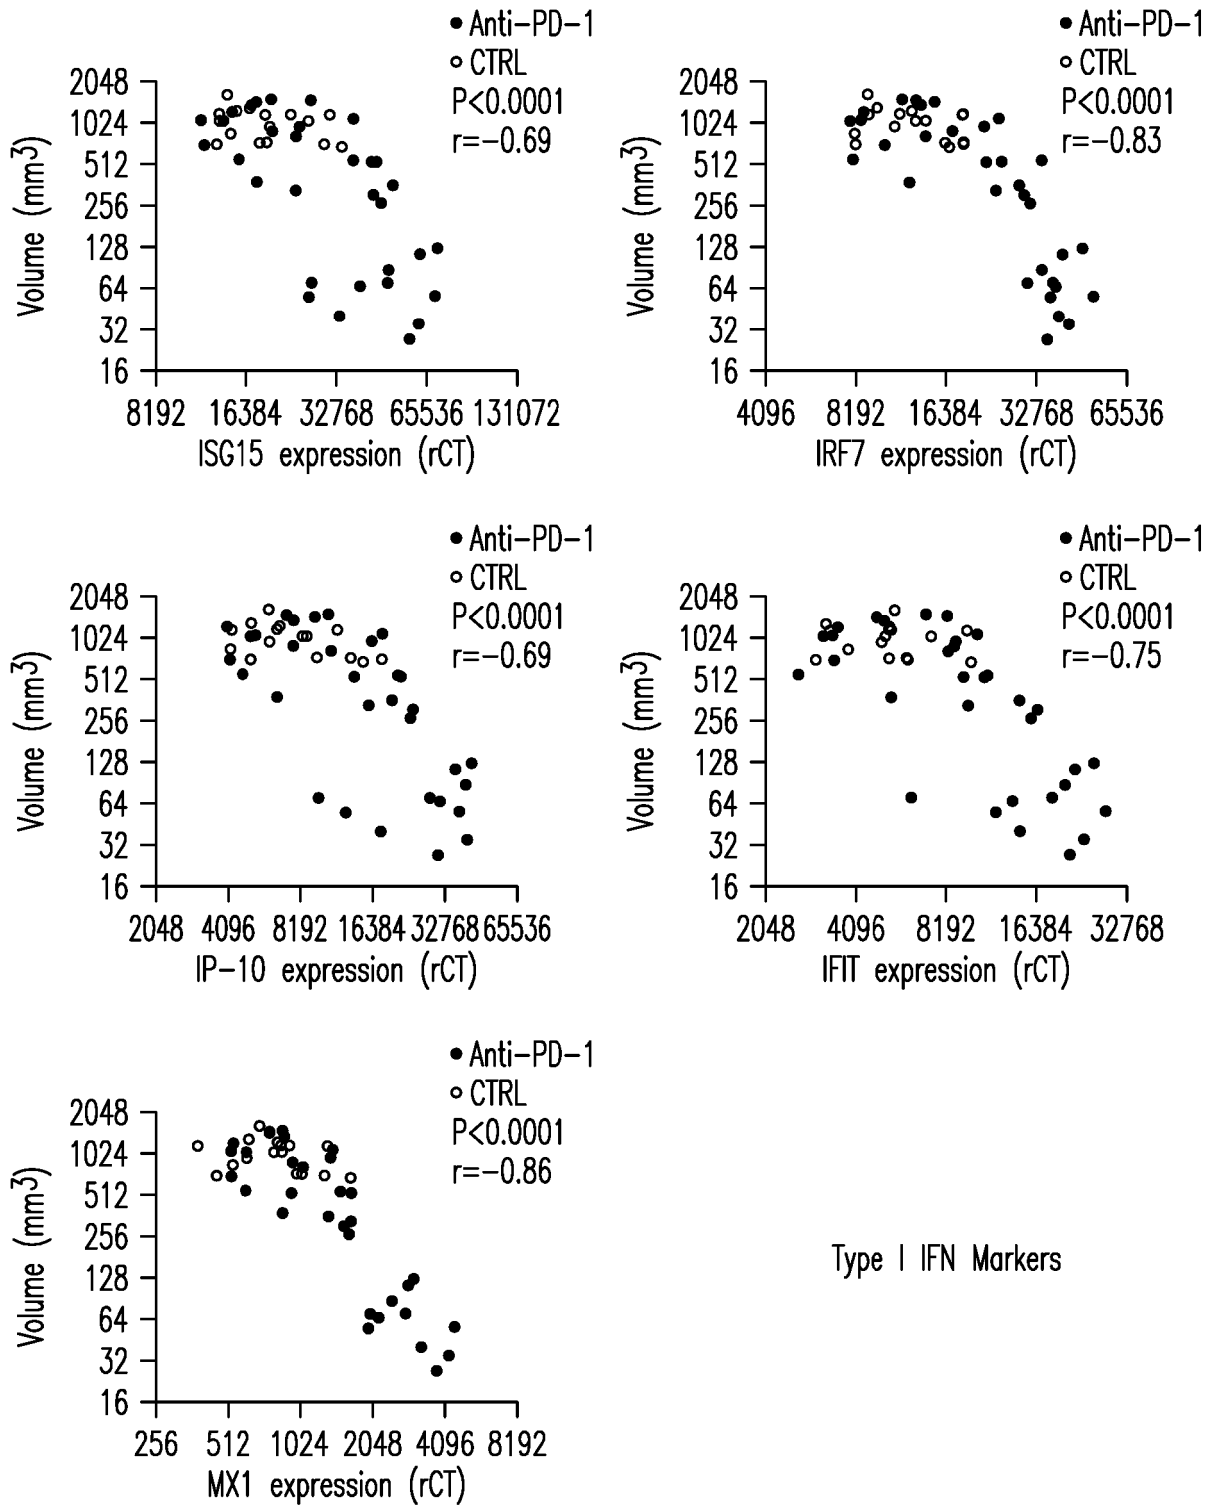 ● Anti-PD-1
○ CTRL
P<0.0001
r=-0.69
2048
1024
512
256
128
64
32
16
Volume (mm3)
8192 16384 32768 65536 131072
ISG15 expression (rCT)
● Anti-PD-1
○ CTRL
P<0.0001
r=-0.83
2048
1024
512
256
128
64
32
16
Volume (mm3)
4096 8192 16384 32768 65536
IRF7 expression (rCT)
● Anti-PD-1
○ CTRL
P<0.0001
r=-0.69
2048
1024
512
256
128
64
32
16
Volume (mm3)
2048 4096 8192 16384 32768 65536
IP-10 expression (rCT)
● Anti-PD-1
○ CTRL
P<0.0001
r=-0.75
2048
1024
512
256
128
64
32
16
Volume (mm3)
2048 4096 8192 16384 32768
IFIT expression (rCT)
● Anti-PD-1
○ CTRL
P<0.0001
r=-0.86
2048
1024
512
256
128
64
32
16
Volume (mm3)
256 512 1024 2048 4096 8192
MX1 expression (rCT)
Type I IFN Markers